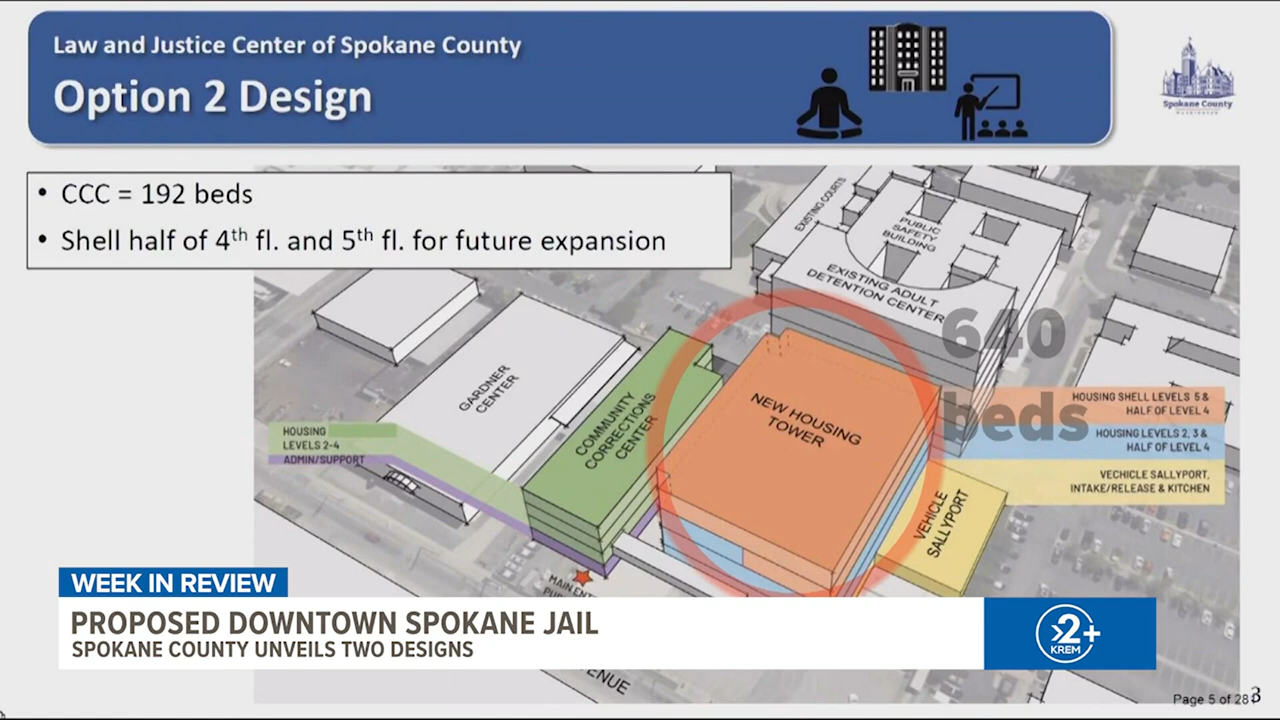 Law and Justice Center of Spokane County
Option 2 Design
Spokane County
• CCC = 192 beds
• Shell half of 4th fl. and 5th fl. for future expansion
EXISTING COURTS
PUBLIC
SAFETY
BUILDING
EXISTING ADULT
DETENTION CENTER
640
beds
GARDNER
CENTER
COMMUNITY
CORRECTIONS
CENTER
NEW HOUSING
TOWER
HOUSING SHELL LEVELS 5 &
HALF OF LEVEL 4
HOUSING LEVELS 2, 3 &
HALF OF LEVEL 4
VECHICLE SALLYPORT,
INTAKE/RELEASE & KITCHEN
HOUSING
LEVELS 2-4
ADMIN/SUPPORT
VEHICLE
SALLYPORT
MAIN
WEEK IN REVIEW
PROPOSED DOWNTOWN SPOKANE JAIL
SPOKANE COUNTY UNVEILS TWO DESIGNS
2+
KREM
ENUE
Page 5 of 28
3